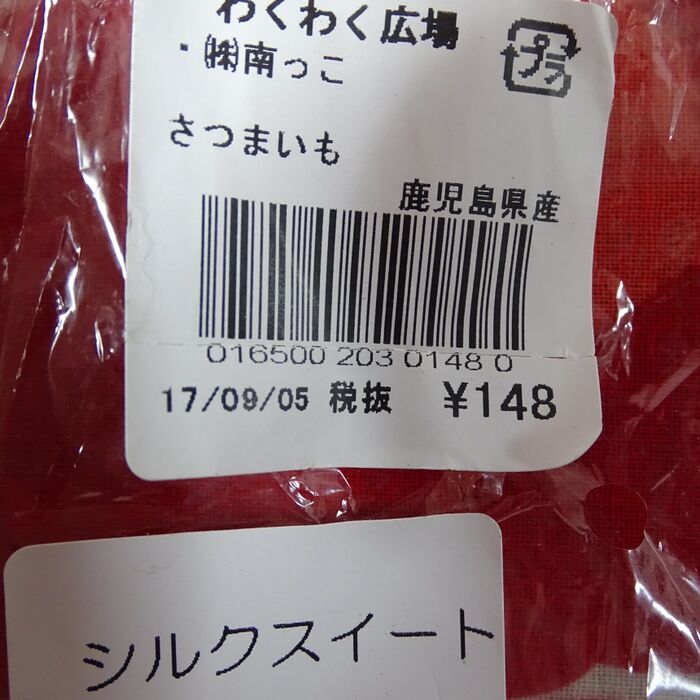 わくわく広場
プラ
・㈱南っこ
さつまいも
鹿児島県産
016500 203 0148 0
17/09/05 税抜 ¥148
シルクスイート